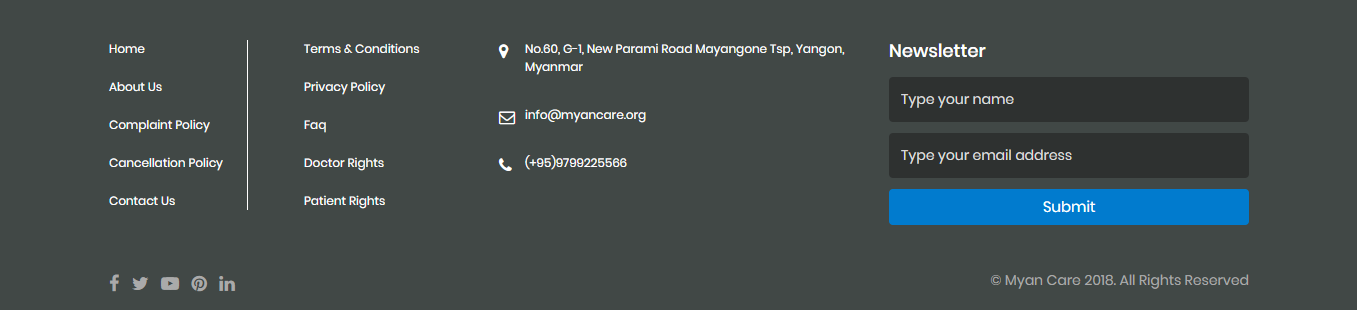 Home
About Us
Complaint Policy
Cancellation Policy
Contact Us
Terms & Conditions
Privacy Policy
Faq
Doctor Rights
Patient Rights
No.60, G-1, New Parami Road Mayangone Tsp, Yangon,
Myanmar
info@myancare.org
(+95)9799225566
Newsletter
Type your name
Type your email address
Submit
© Myan Care 2018. All Rights Reserved